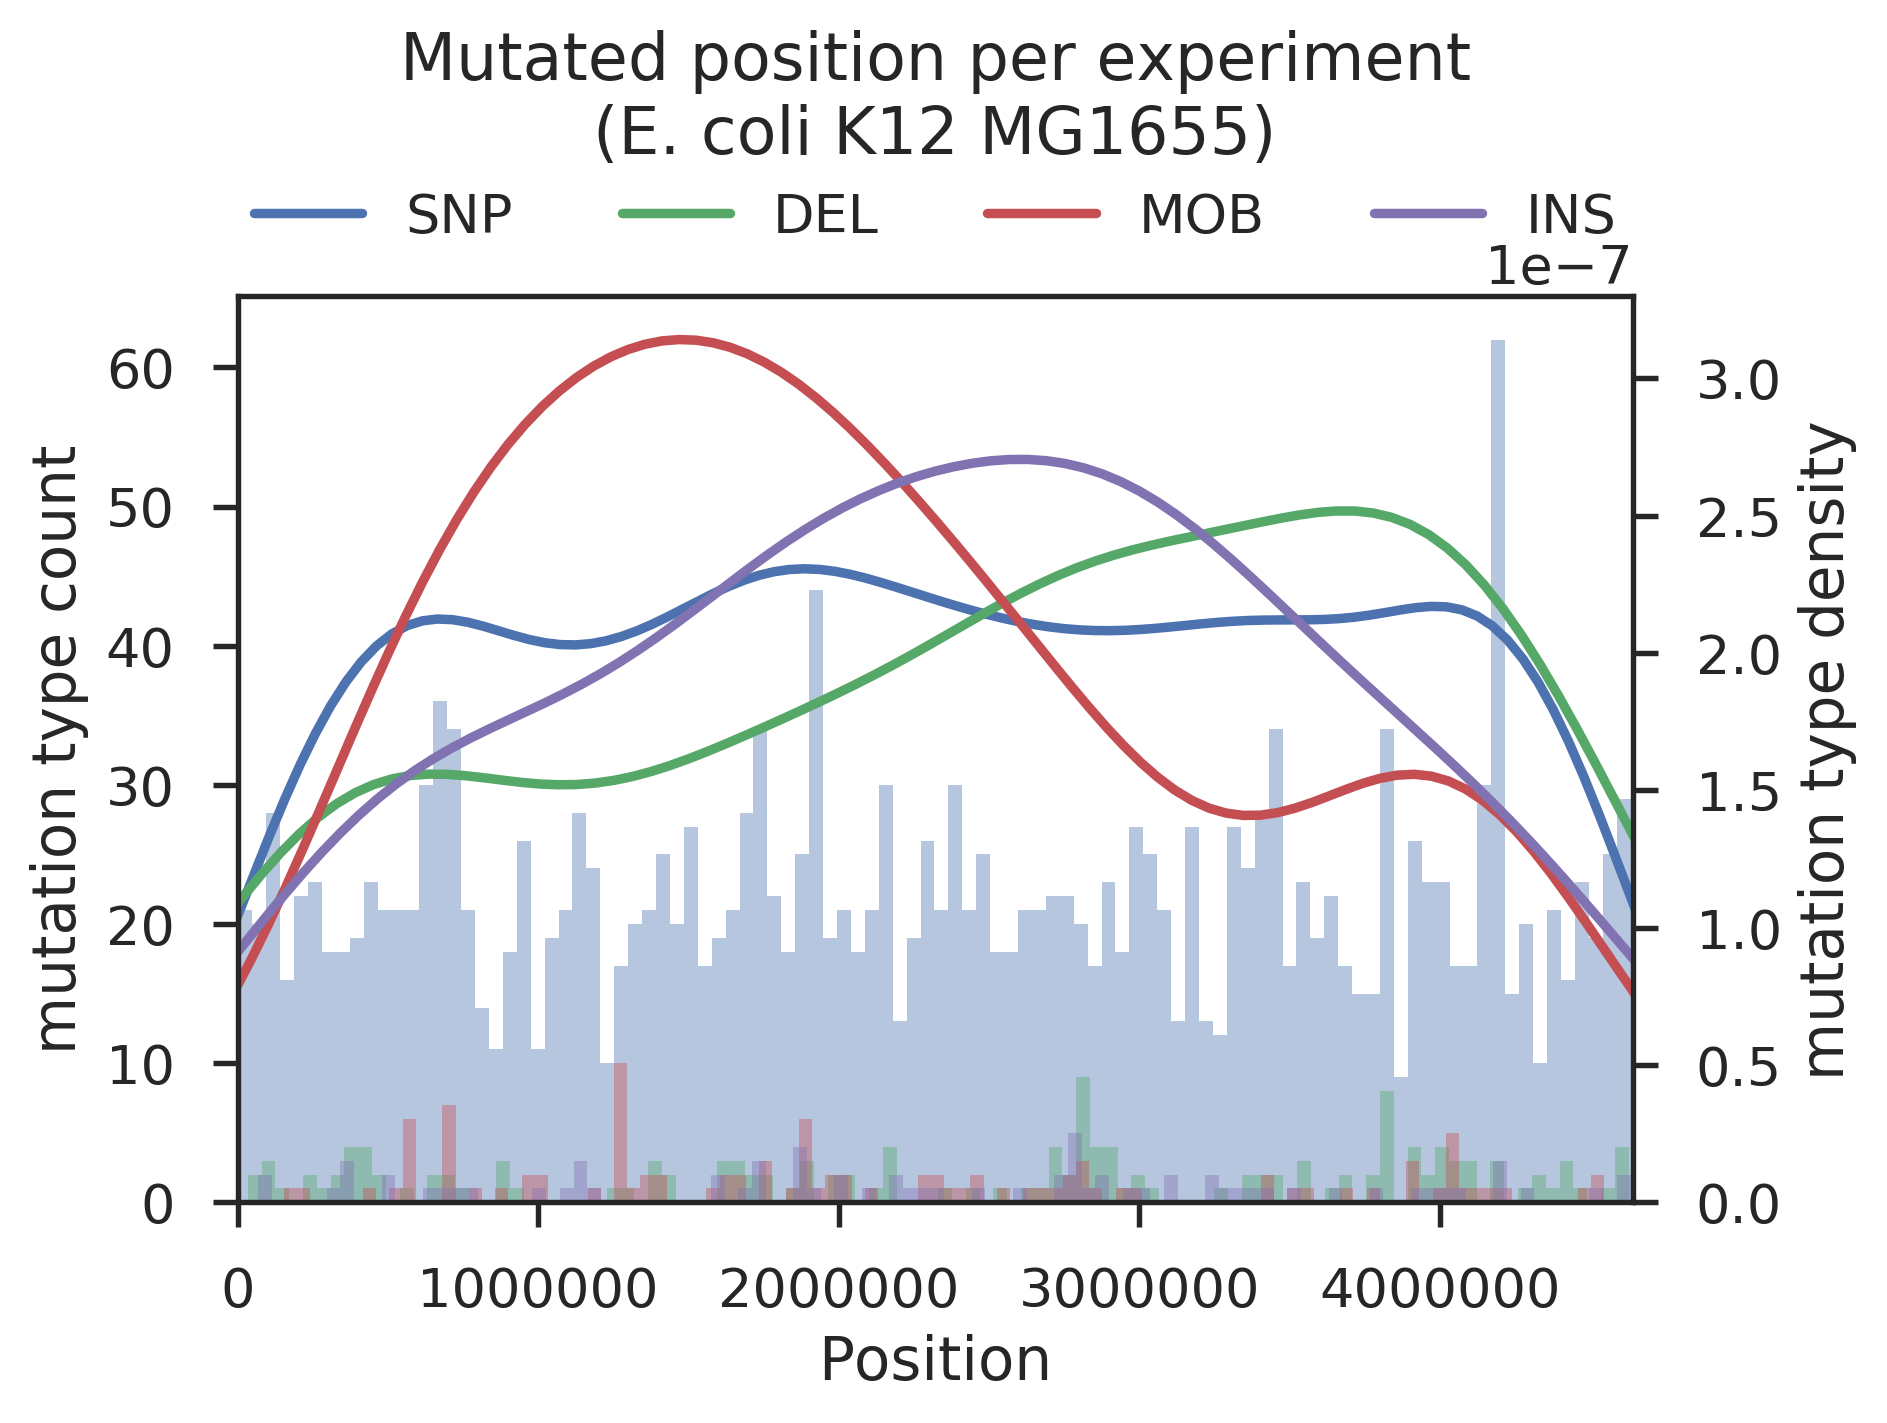 Mutated position per experiment
(E. coli K12 MG1655)
SNP DEL MOB INS
1e−7
60
50
40
30
20
10
0
mutation type count
3.0
2.5
2.0
1.5
1.0
0.5
0.0
mutation type density
0 1000000 2000000 3000000 4000000
Position